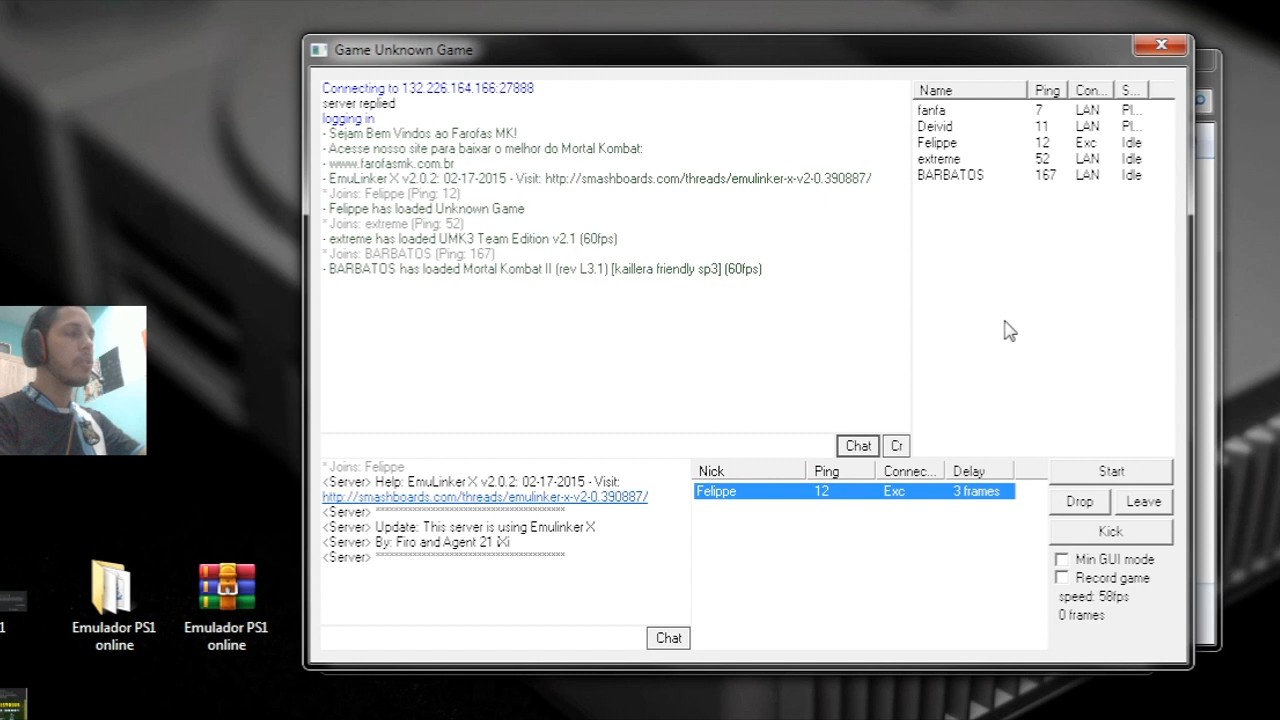 Game Unknown Game
Connecting to 132.226.164.166:27888
server replied
logging in
- Sejam Bem Vindos ao Farofas MK!
- Acesse nosso site para baixar o melhor do Mortal Kombat:
- www.farofasmk.com.br
- EmuLinker X v2.0.2: 02-17-2015 - Visit: http://smashboards.com/threads/emulinker-x-v2-0.390887/
* Joins: Felippe (Ping: 12)
- Felippe has loaded Unknown Game
* Joins: extreme (Ping: 52)
- extreme has loaded UMK3 Team Edition v2.1 (60fps)
* Joins: BARBATOS (Ping: 167)
- BARBATOS has loaded Mortal Kombat II (rev L3.1) [kaillera friendly sp3] (60fps)
Name Ping Con... S...
fanfa 7 LAN Pl...
Deivid 11 LAN Pl...
Felippe 12 Exc Idle
extreme 52 LAN Idle
BARBATOS 167 LAN Idle
Chat Cr
* Joins: Felippe
<Server> Help: EmuLinker X v2.0.2: 02-17-2015 - Visit:
http://smashboards.com/threads/emulinker-x-v2-0.390887/
<Server>
<Server> Update: This server is using Emulinker X
<Server> By: Firo and Agent 21 iXi
<Server>
Chat
Nick Ping Connec... Delay
Felippe 12 Exc 3 frames
Start
Drop Leave
Kick
Min GUI mode
Record game
speed: 58fps
0 frames
Emulador PS1
online
Emulador PS1
online
1